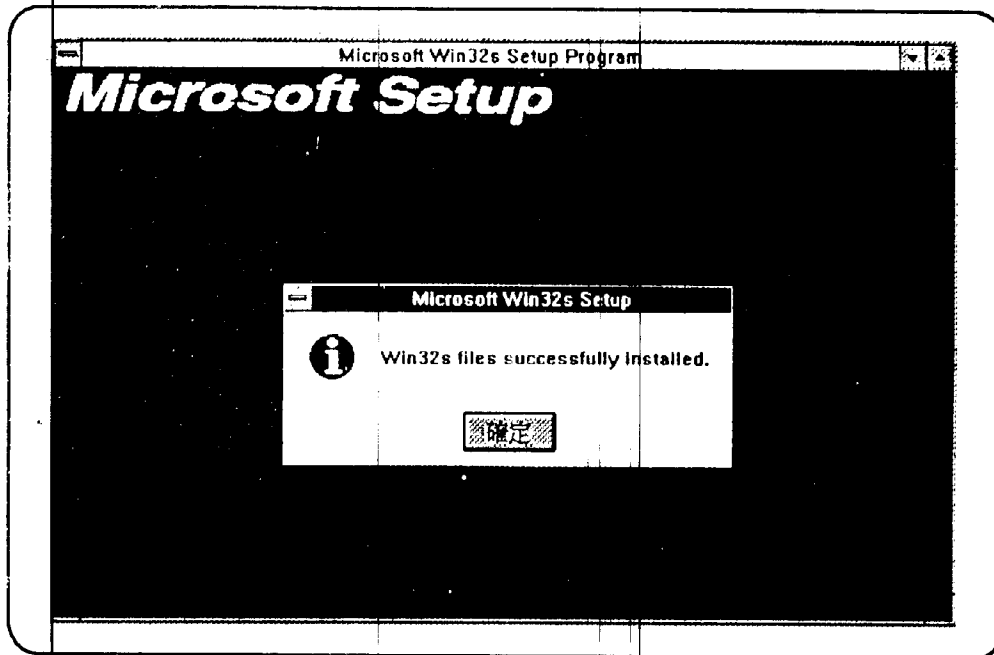 Microsoft Win32s Setup Program
Microsoft Setup
Microsoft Win32s Setup
Win32s files successfully installed.
確定